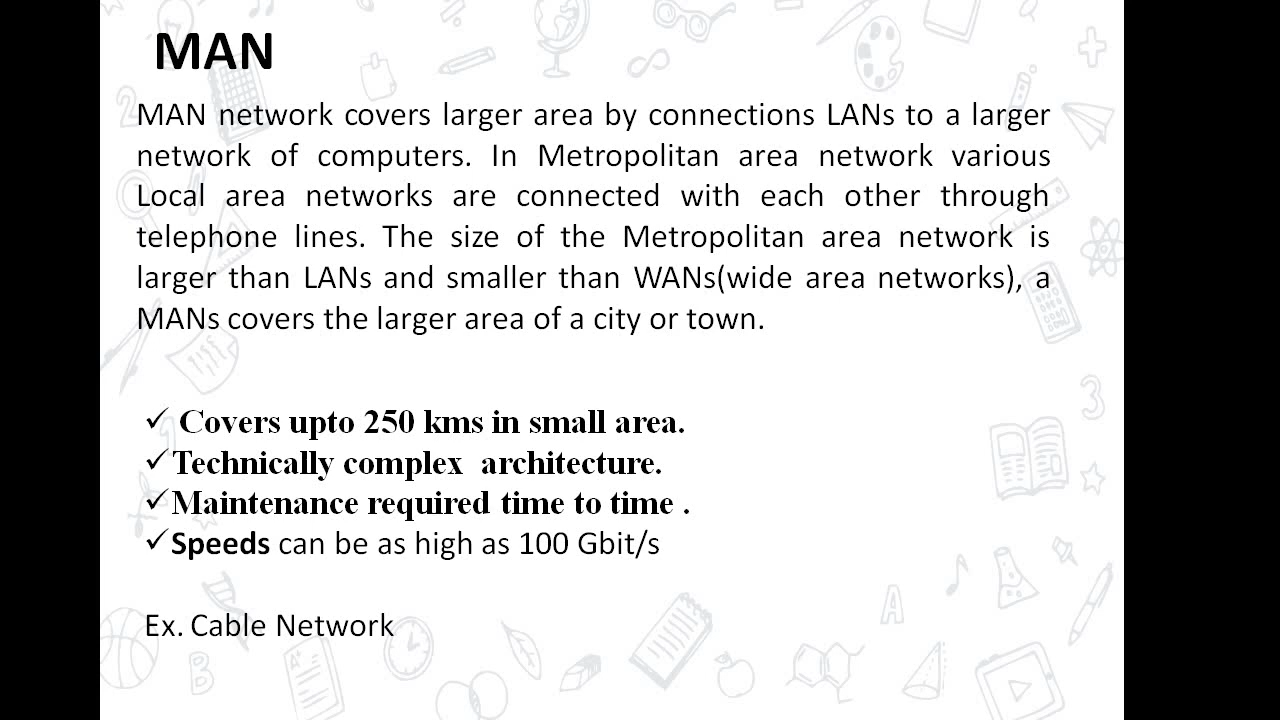 MAN
MAN network covers larger area by connections LANs to a larger
network of computers. In Metropolitan area network various
Local area networks are connected with each other through
telephone lines. The size of the Metropolitan area network is
larger than LANs and smaller than WANs(wide area networks), a
MANs covers the larger area of a city or town.
✓ Covers upto 250 kms in small area.
✓Technically complex architecture.
✓Maintenance required time to time .
✓Speeds can be as high as 100 Gbit/s
Ex. Cable Network